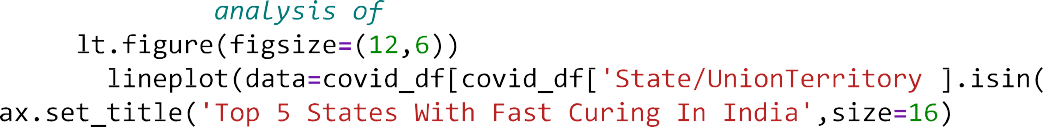 analysis of
lt.figure(figsize=(12,6))
lineplot(data=covid_df[covid_df['State/UnionTerritory ].isin(
ax.set_title('Top 5 States With Fast Curing In India',size=16)